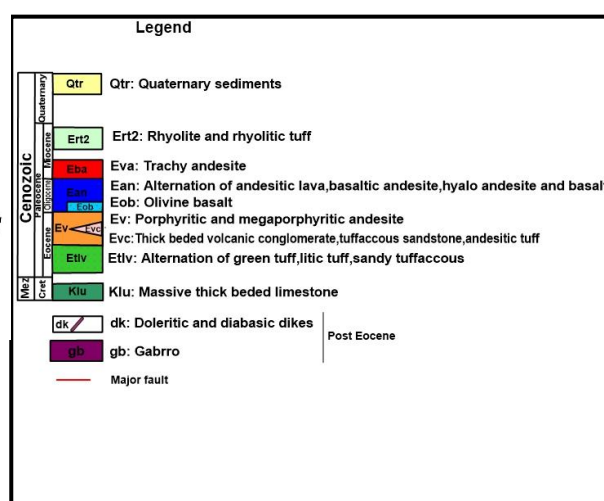 Legend
Cenozoic
Mez
Quaternary
Paleocene
Cret
Miocene
Oligocene
Eocene
Qtr Qtr: Quaternary sediments
Ert2 Ert2: Rhyolite and rhyolitic tuff
Eba Eva: Trachy andesite
Ean Ean: Alternation of andesitic lava,basaltic andesite,hyalo andesite and basalt
Eob Eob: Olivine basalt
Ev Ev: Porphyritic and megaporphyritic andesite
Evc Evc:Thick beded volcanic conglomerate,tuffaccous sandstone,andesitic tuff
Etlv Etlv: Alternation of green tuff,litic tuff, sandy tuffaccous
Klu Klu: Massive thick beded limestone
dk dk: Doleritic and diabasic dikes
Post Eocene
gb gb: Gabrro
Major fault